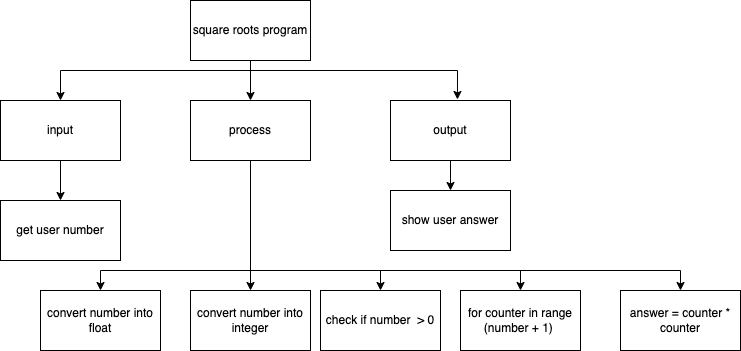 square roots program
input
process
output
get user number
show user answer
convert number into
float
convert number into
integer
check if number  > 0
for counter in range
(number + 1)
answer = counter *
counter